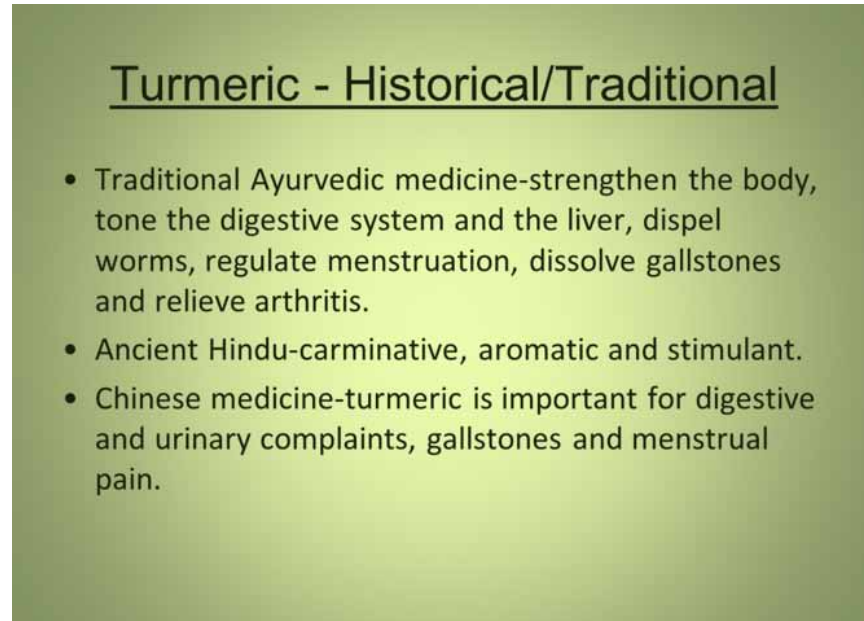 Turmeric - Historical/Traditional
• Traditional Ayurvedic medicine-strengthen the body,
tone the digestive system and the liver, dispel
worms, regulate menstruation, dissolve gallstones
and relieve arthritis.
• Ancient Hindu-carminative, aromatic and stimulant.
• Chinese medicine-turmeric is important for digestive
and urinary complaints, gallstones and menstrual
pain.